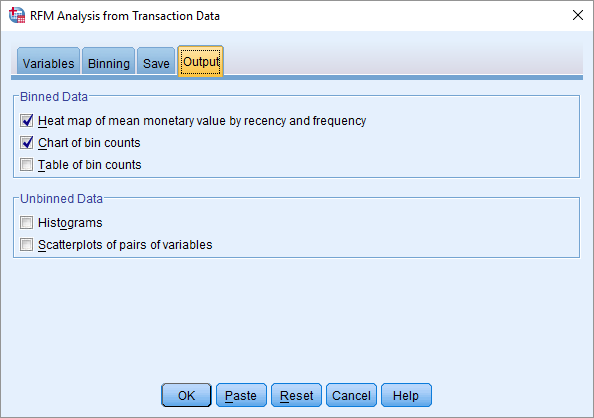 RFM Analysis from Transaction Data
Variables Binning Save Output
Binned Data
Heat map of mean monetary value by recency and frequency
Chart of bin counts
Table of bin counts
Unbinned Data
Histograms
Scatterplots of pairs of variables
OK Paste Reset Cancel Help